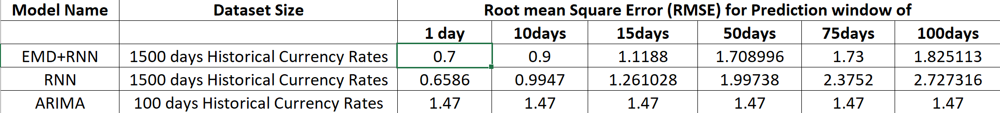 Model Name Dataset Size Root mean Square Error (RMSE) for Prediction window of
1 day 10days 15days 50days 75days 100days
EMD+RNN 1500 days Historical Currency Rates 0.7 0.9 1.1188 1.708996 1.73 1.825113
RNN 1500 days Historical Currency Rates 0.6586 0.9947 1.261028 1.99738 2.3752 2.727316
ARIMA 100 days Historical Currency Rates 1.47 1.47 1.47 1.47 1.47 1.47